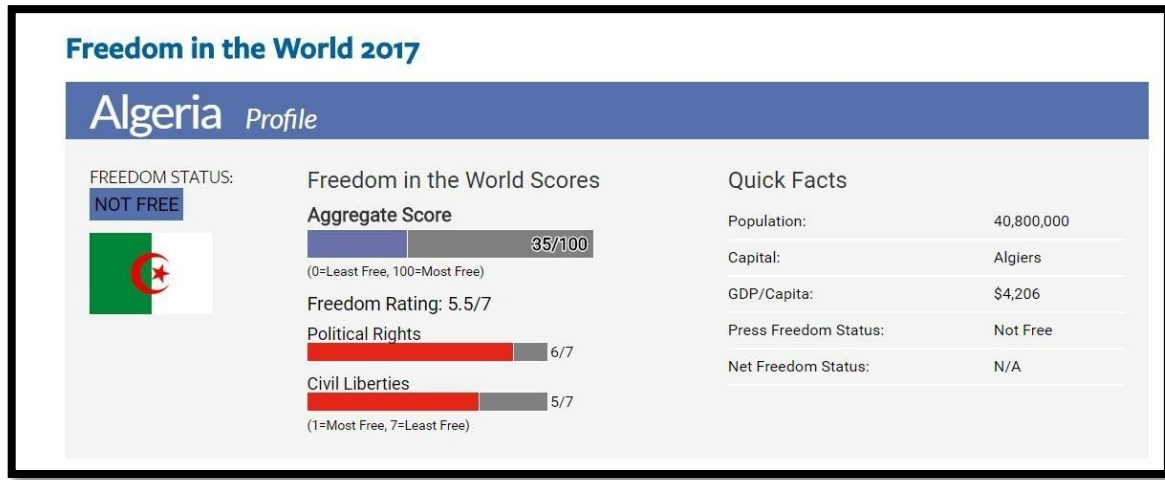 Freedom in the World 2017
Algeria Profile
FREEDOM STATUS:
NOT FREE
Freedom in the World Scores
Aggregate Score
35/100
(0=Least Free, 100=Most Free)
Freedom Rating: 5.5/7
Political Rights
6/7
Civil Liberties
5/7
(1=Most Free, 7=Least Free)
Quick Facts
Population: 40,800,000
Capital: Algiers
GDP/Capita: $4,206
Press Freedom Status: Not Free
Net Freedom Status: N/A